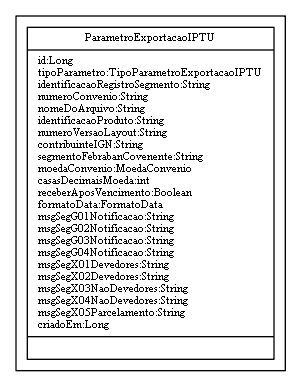 ParametroExportacaoIPTU
id:Long
tipoParametro:TipoParametroExportacaoIPTU
identificacaoRegistroSegmento:String
numeroConvenio:String
nomeDoArquivo:String
identificacaoProduto:String
numeroVersaoLayout:String
contribuinteIGN:String
segmentoFebrabanCovenente:String
moedaConvenio:MoedaConvenio
casasDecimaisMoeda:int
receberAposVencimento:Boolean
formatoData:FormatoData
msgSegG01Notificacao:String
msgSegG02Notificacao:String
msgSegG03Notificacao:String
msgSegG04Notificacao:String
msgSegX01Devedores:String
msgSegX02Devedores:String
msgSegX03NaoDevedores:String
msgSegX04NaoDevedores:String
msgSegX05Parcelamento:String
criadoEm:Long